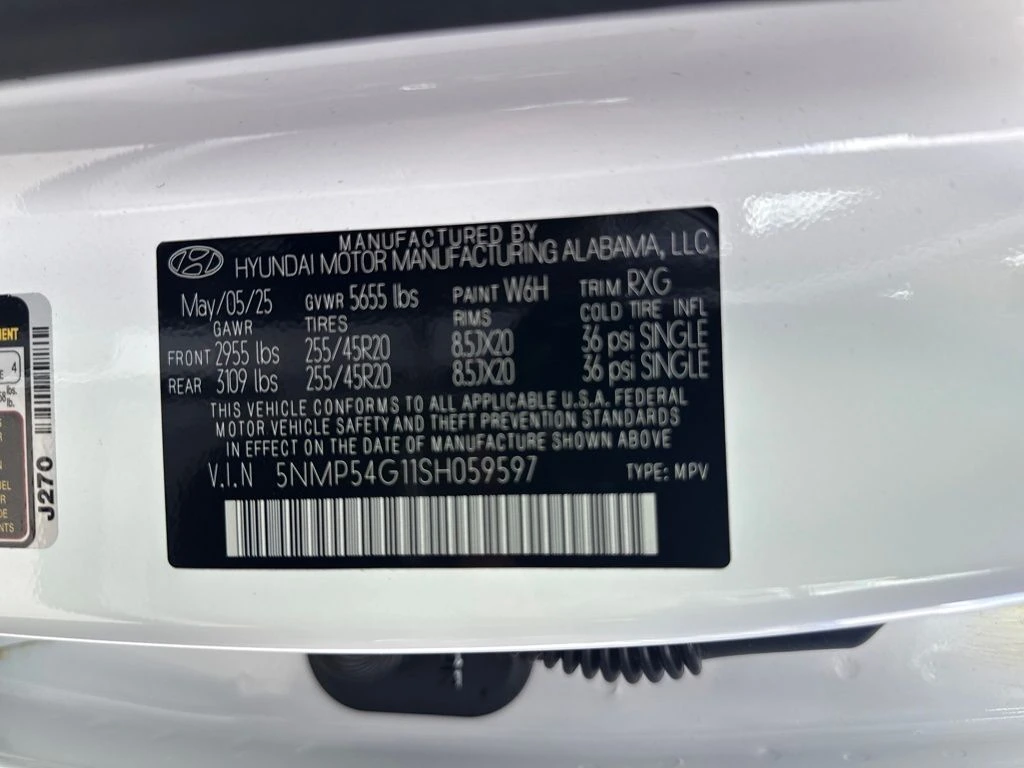 MANUFACTURED BY
HYUNDAI MOTOR MANUFACTURING ALABAMA, LLC
May/05/25 GVWR 5655 lbs PAINT W6H TRIM RXG
GAWR TIRES RIMS COLD TIRE INFL
FRONT 2955 lbs 255/45R20 8.5JX20 36 psi SINGLE
REAR 3109 lbs 255/45R20 8.5JX20 36 psi SINGLE
THIS VEHICLE CONFORMS TO ALL APPLICABLE U.S.A. FEDERAL
MOTOR VEHICLE SAFETY AND THEFT PREVENTION STANDARDS
IN EFFECT ON THE DATE OF MANUFACTURE SHOWN ABOVE
V.I.N 5NMP54G11SH059597 TYPE: MPV
J270
4
lbs.
lb.